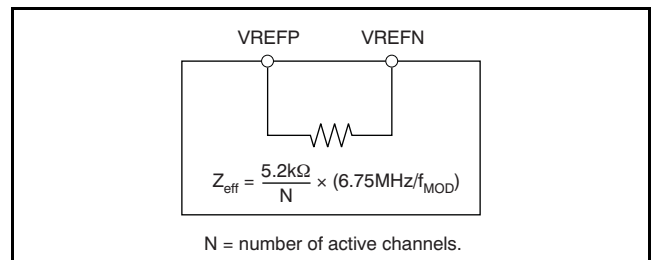 VREFP VREFN
Z_eff = 5.2kΩ/N × (6.75MHz/f_MOD)
N = number of active channels.